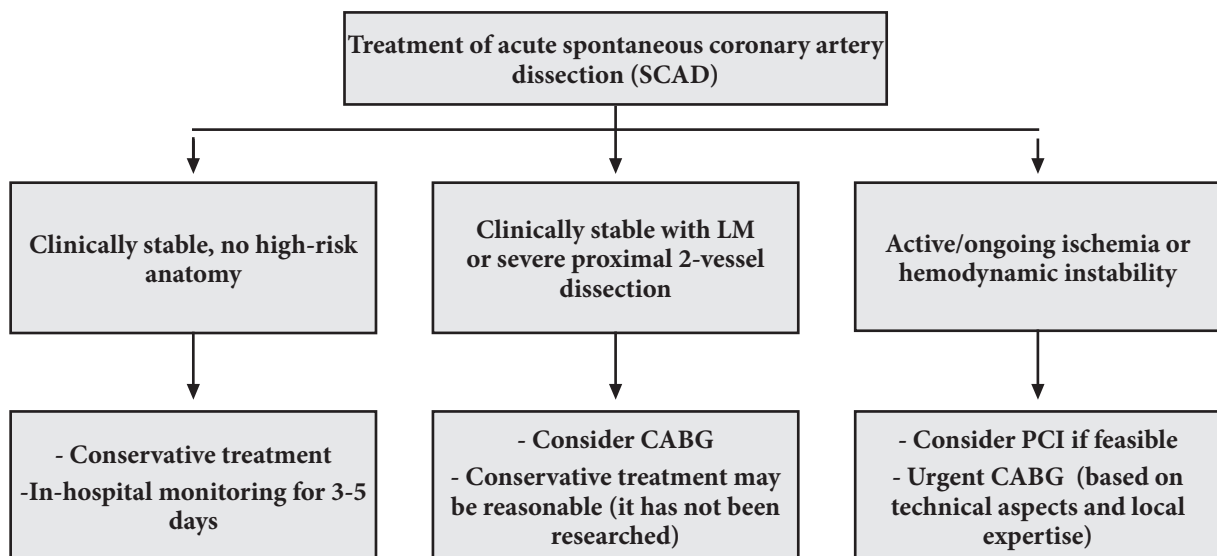 Treatment of acute spontaneous coronary artery
dissection (SCAD)
Clinically stable, no high-risk
anatomy
Clinically stable with LM
or severe proximal 2-vessel
dissection
Active/ongoing ischemia or
hemodynamic instability
- Conservative treatment
-In-hospital monitoring for 3-5
days
- Consider CABG
- Conservative treatment may
be reasonable (it has not been
researched)
- Consider PCI if feasible
- Urgent CABG (based on
technical aspects and local
expertise)